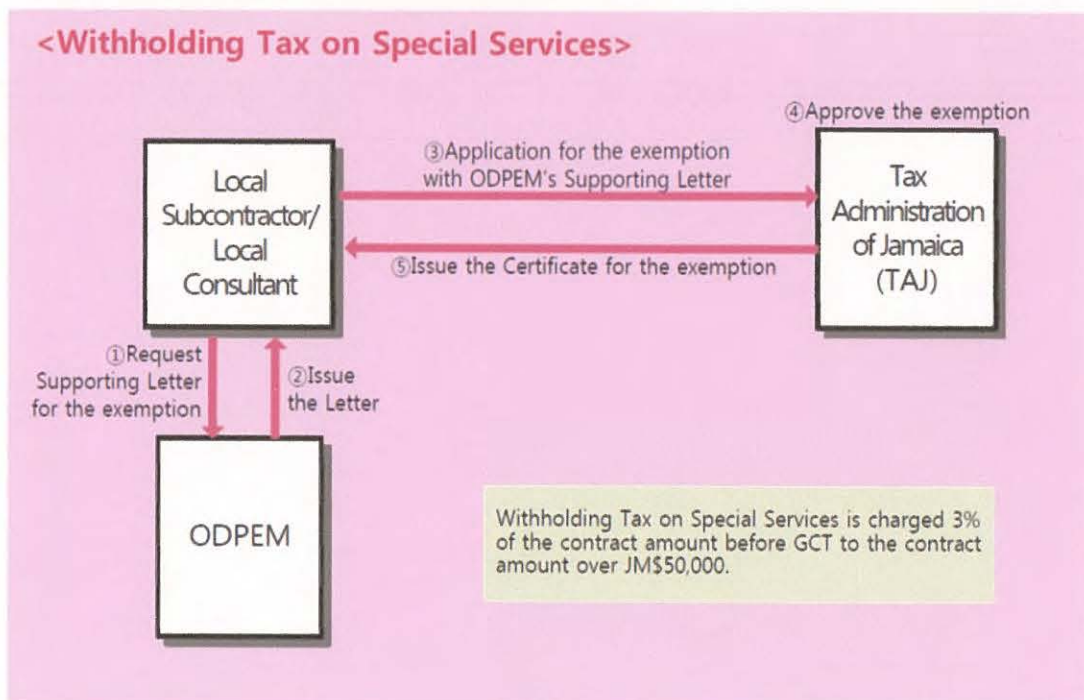 <Withholding Tax on Special Services>
④Approve the exemption
Local
Subcontractor/
Local
Consultant
③Application for the exemption
with ODPEM's Supporting Letter
Tax
Administration
of Jamaica
(TAJ)
⑤Issue the Certificate for the exemption
①Request
Supporting Letter
for the exemption
②Issue
the Letter
ODPEM
Withholding Tax on Special Services is charged 3%
of the contract amount before GCT to the contract
amount over JM$50,000.